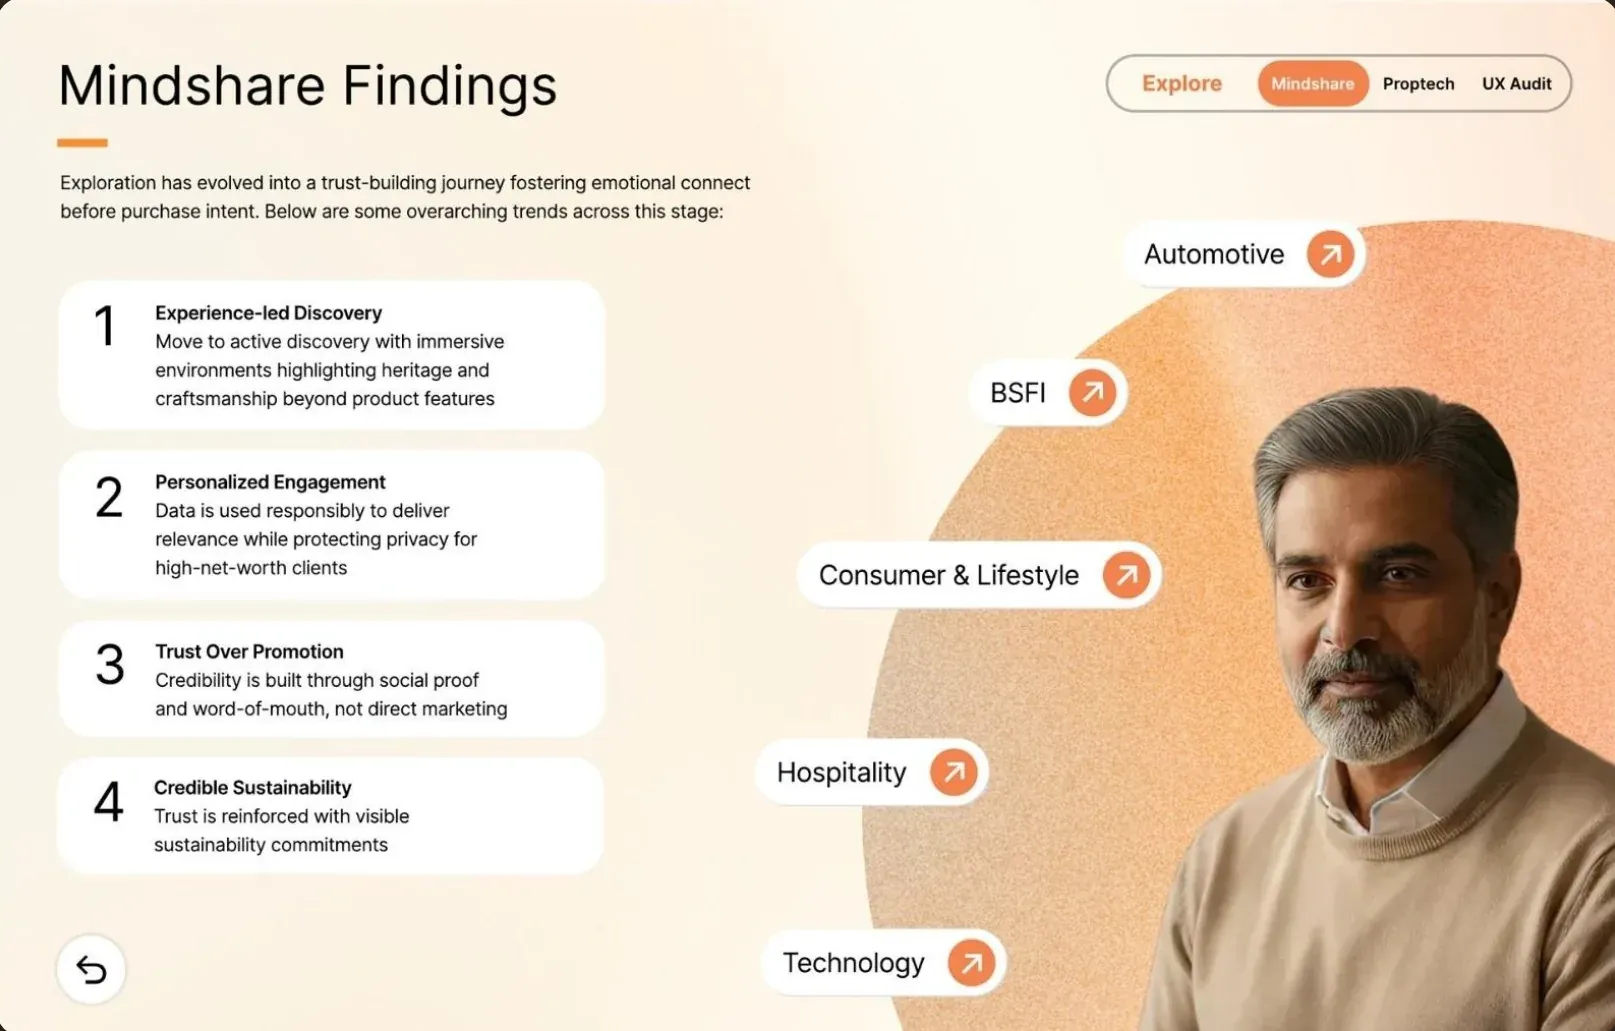 Mindshare Findings
Explore
Mindshare
Proptech
UX Audit
Exploration has evolved into a trust-building journey fostering emotional connect
before purchase intent. Below are some overarching trends across this stage:
1
Experience-led Discovery
Move to active discovery with immersive
environments highlighting heritage and
craftsmanship beyond product features
2
Personalized Engagement
Data is used responsibly to deliver
relevance while protecting privacy for
high-net-worth clients
3
Trust Over Promotion
Credibility is built through social proof
and word-of-mouth, not direct marketing
4
Credible Sustainability
Trust is reinforced with visible
sustainability commitments
Automotive
BSFI
Consumer & Lifestyle
Hospitality
Technology